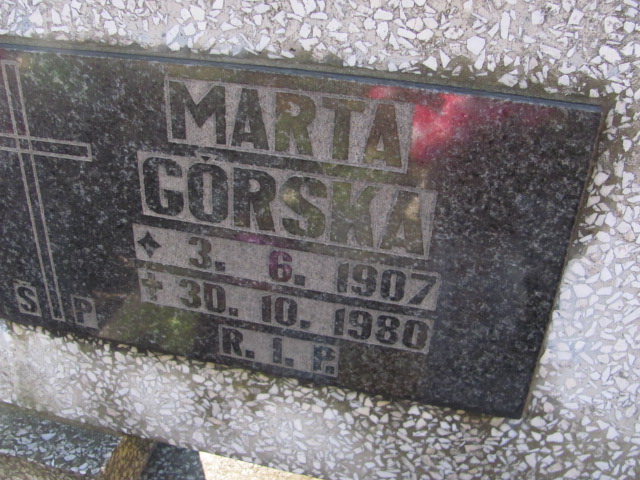 MARTA
GÓRSKA
3. 6. 1907
30. 10. 1980
R. I. P.
S P